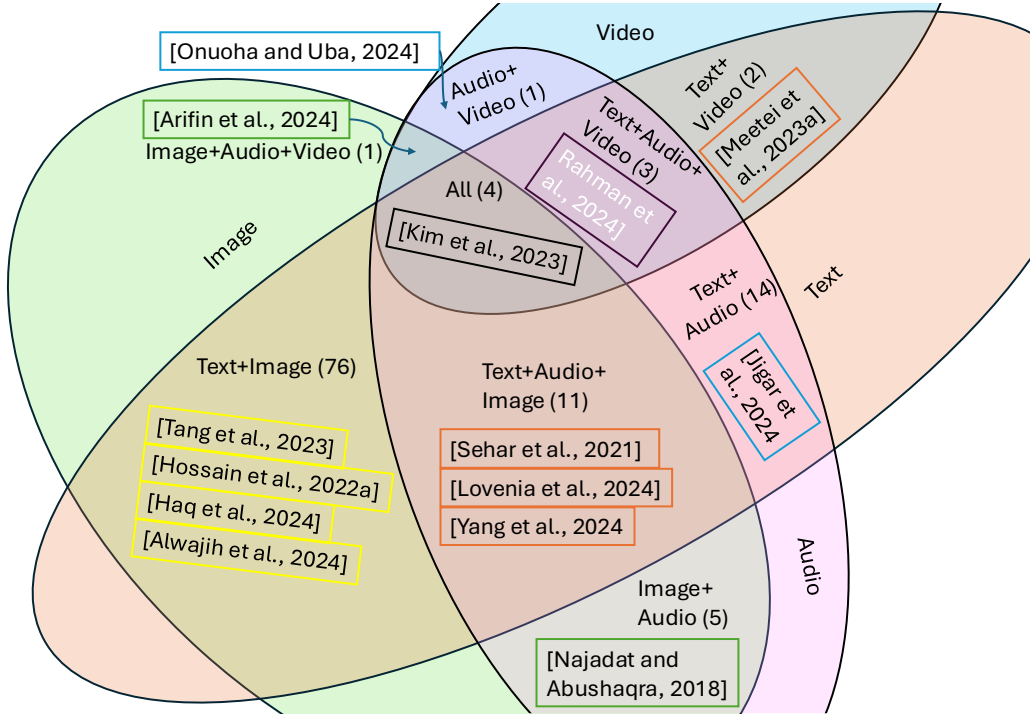 Video
[Onuoha and Uba, 2024]
Audio+
Video (1)
Text+
Video (2)
[Meetei et
al., 2023a]
[Arifin et al., 2024]
Image+Audio+Video (1)
Text+Audio+
Video (3)
Rahman et
al., 2024]
All (4)
[Kim et al., 2023]
Image
Text+
Audio (14)
Text
[Jigar et
al., 2024
Text+Image (76)
[Tang et al., 2023]
[Hossain et al., 2022a]
[Haq et al., 2024]
[Alwajih et al., 2024]
Text+Audio+
Image (11)
[Sehar et al., 2021]
[Lovenia et al., 2024]
[Yang et al., 2024
Audio
Image+
Audio (5)
[Najadat and
Abushaqra, 2018]